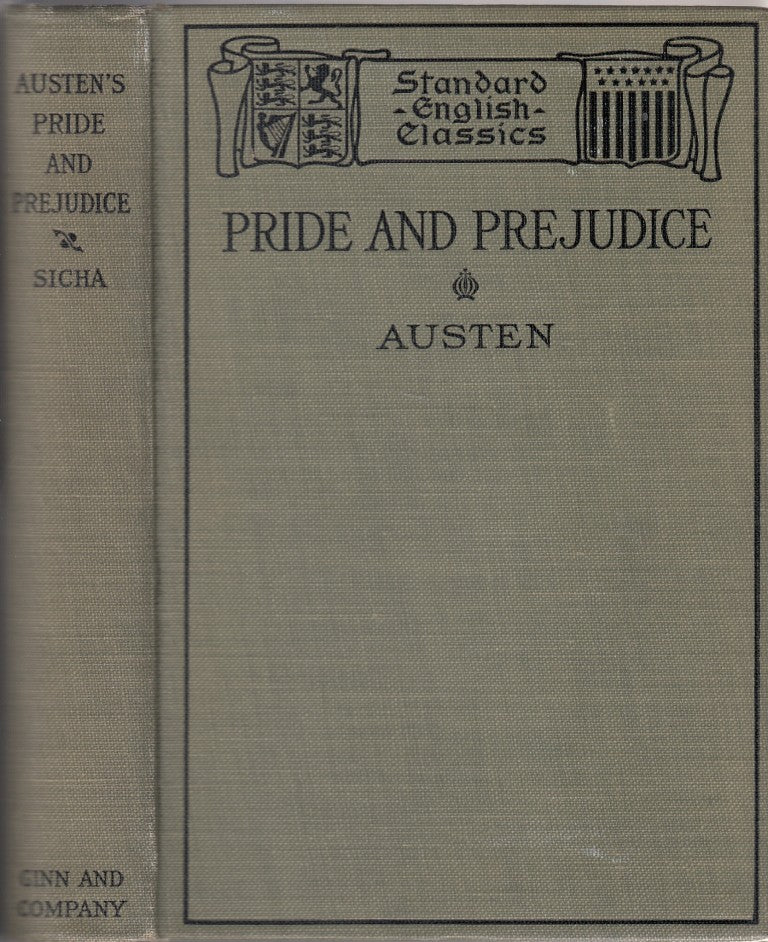 AUSTEN'S
PRIDE
AND
PREJUDICE
SICHA
GINN AND
COMPANY
Standard
-English-
Classics
PRIDE AND PREJUDICE
AUSTEN